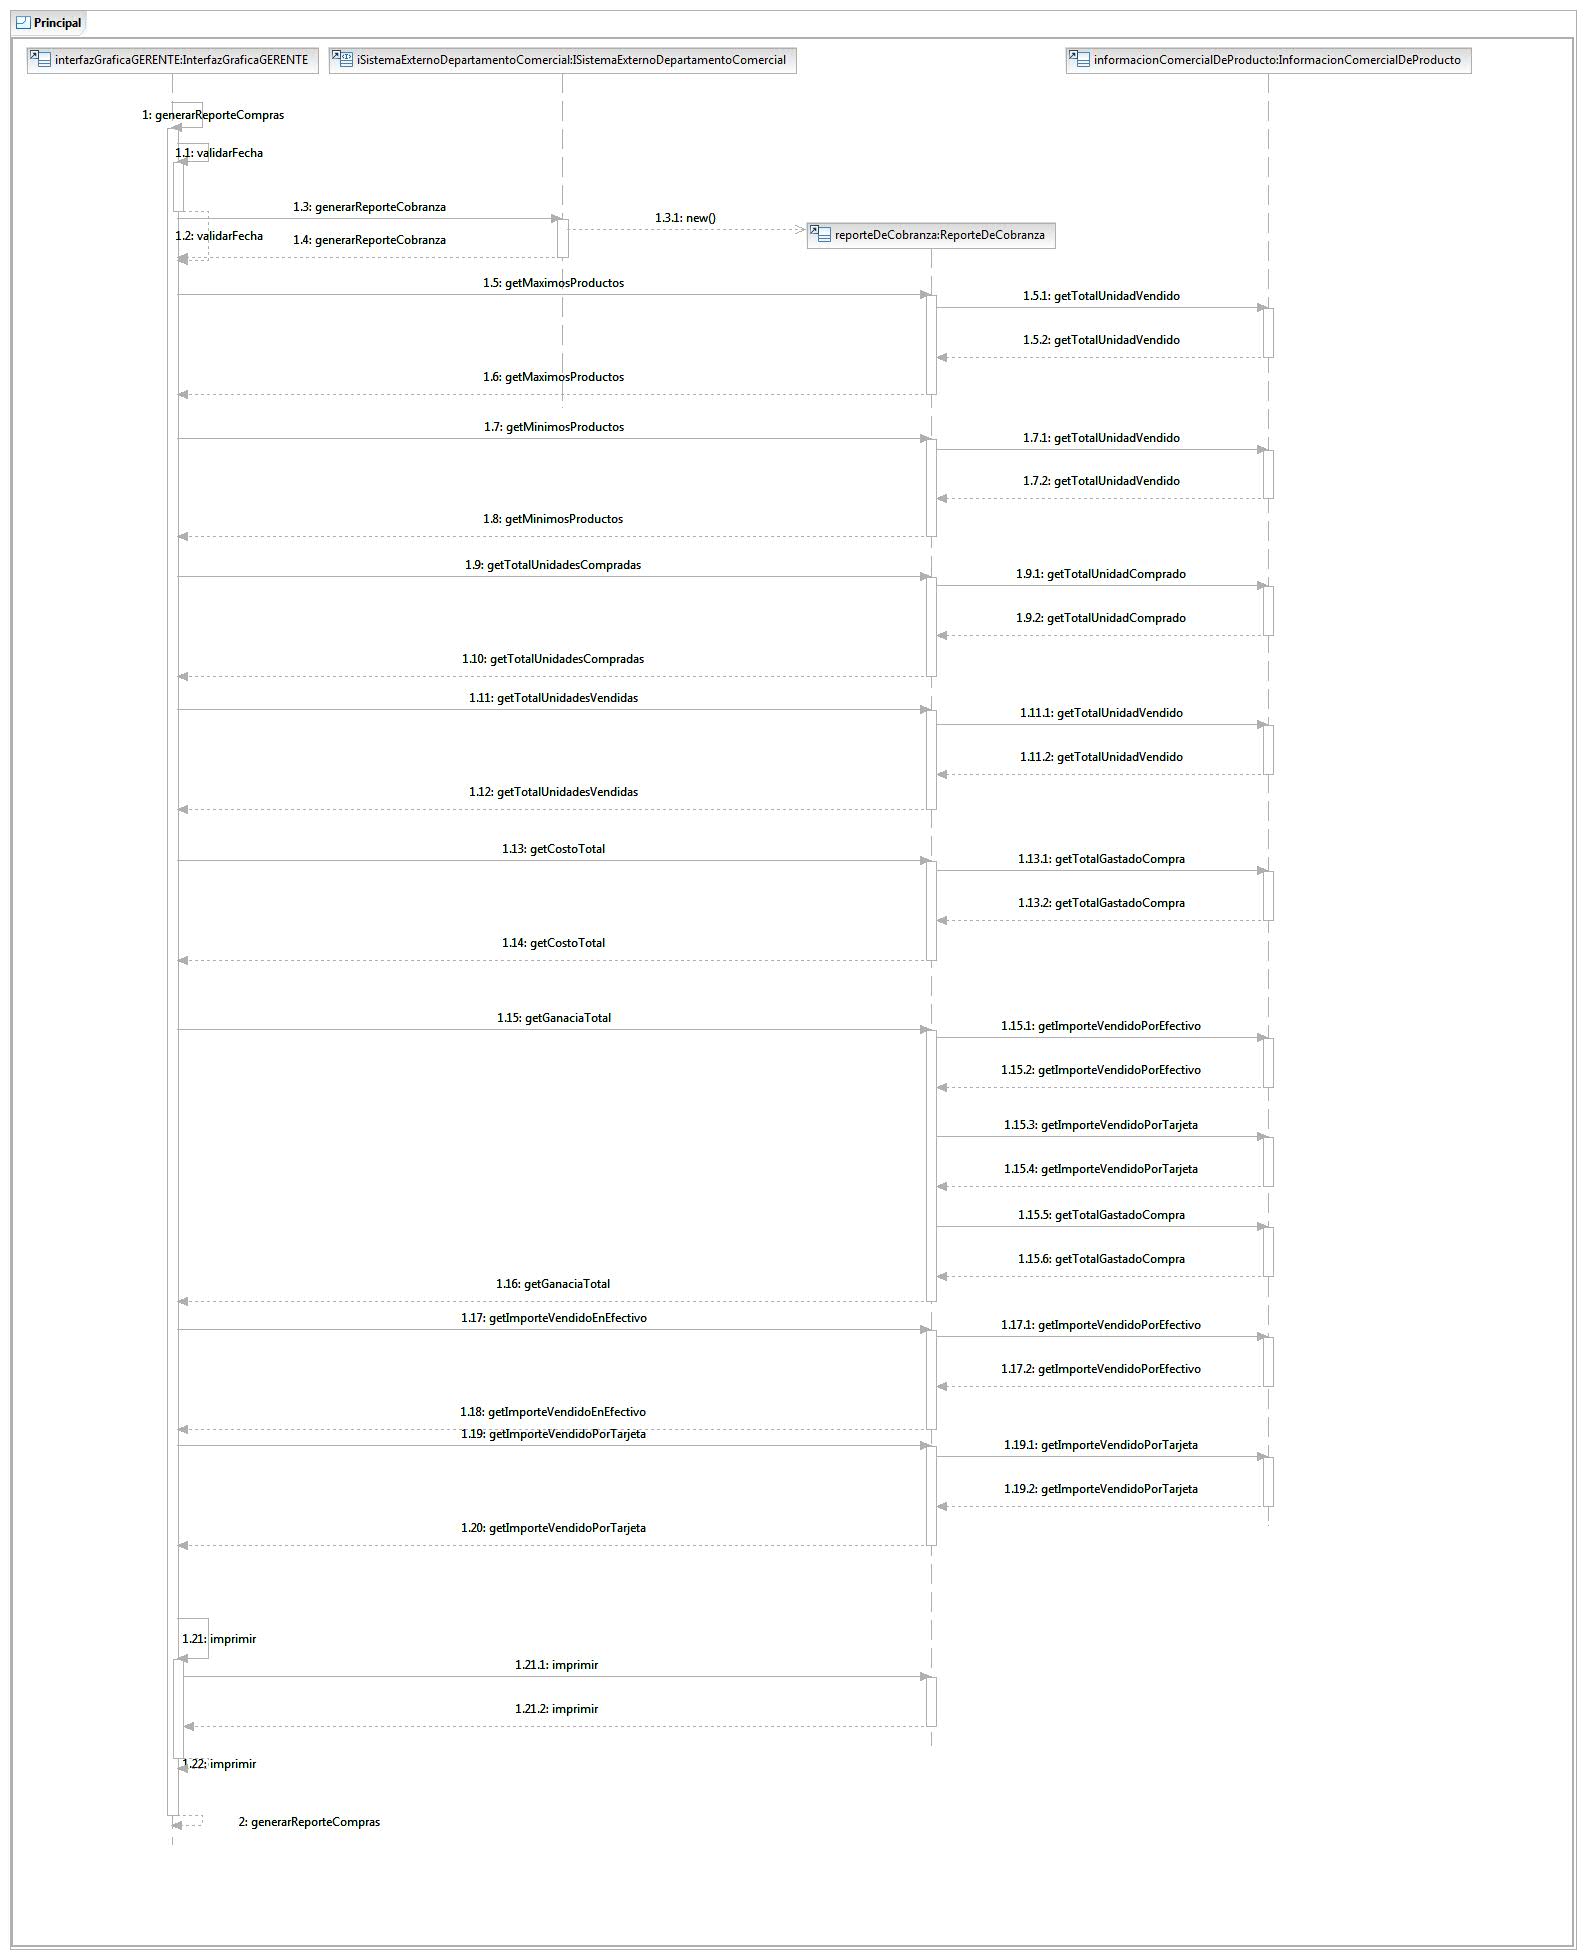 Principal
interfazGraficaGERENTE:InterfazGraficaGERENTE
iSistemaExternoDepartamentoComercial:ISistemaExternoDepartamentoComercial
informacionComercialDeProducto:InformacionComercialDeProducto
1: generarReporteCompras
1.1: validarFecha
1.3: generarReporteCobranza
1.3.1: new()
reporteDeCobranza:ReporteDeCobranza
1.2: validarFecha
1.4: generarReporteCobranza
1.5: getMaximosProductos
1.5.1: getTotalUnidadVendido
1.5.2: getTotalUnidadVendido
1.6: getMaximosProductos
1.7: getMinimosProductos
1.7.1: getTotalUnidadVendido
1.7.2: getTotalUnidadVendido
1.8: getMinimosProductos
1.9: getTotalUnidadesCompradas
1.9.1: getTotalUnidadComprado
1.9.2: getTotalUnidadComprado
1.10: getTotalUnidadesCompradas
1.11: getTotalUnidadesVendidas
1.11.1: getTotalUnidadVendido
1.11.2: getTotalUnidadVendido
1.12: getTotalUnidadesVendidas
1.13: getCostoTotal
1.13.1: getTotalGastadoCompra
1.13.2: getTotalGastadoCompra
1.14: getCostoTotal
1.15: getGanaciaTotal
1.15.1: getImporteVendidoPorEfectivo
1.15.2: getImporteVendidoPorEfectivo
1.15.3: getImporteVendidoPorTarjeta
1.15.4: getImporteVendidoPorTarjeta
1.15.5: getTotalGastadoCompra
1.15.6: getTotalGastadoCompra
1.16: getGanaciaTotal
1.17: getImporteVendidoEnEfectivo
1.17.1: getImporteVendidoPorEfectivo
1.17.2: getImporteVendidoPorEfectivo
1.18: getImporteVendidoEnEfectivo
1.19: getImporteVendidoPorTarjeta
1.19.1: getImporteVendidoPorTarjeta
1.19.2: getImporteVendidoPorTarjeta
1.20: getImporteVendidoPorTarjeta
1.21: imprimir
1.21.1: imprimir
1.21.2: imprimir
1.22: imprimir
2: generarReporteCompras